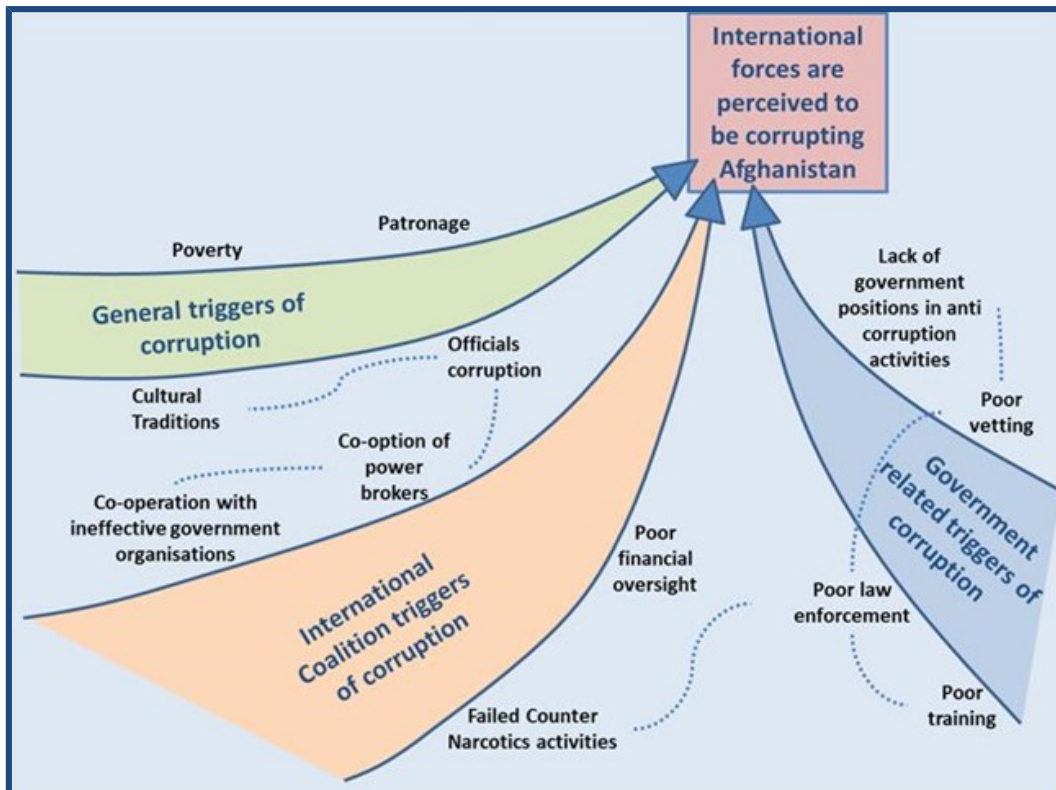 International
forces are
perceived to
be corrupting
Afghanistan
Patronage
Poverty
General triggers of
corruption
Cultural
Traditions
Officials
corruption
Co-option of
power
brokers
Co-operation with
ineffective government
organisations
International
Coalition triggers
of corruption
Poor
financial
oversight
Failed Counter
Narcotics activities
Lack of
government
positions in anti
corruption
activities
Poor
vetting
Government
related triggers of
corruption
Poor law
enforcement
Poor
training